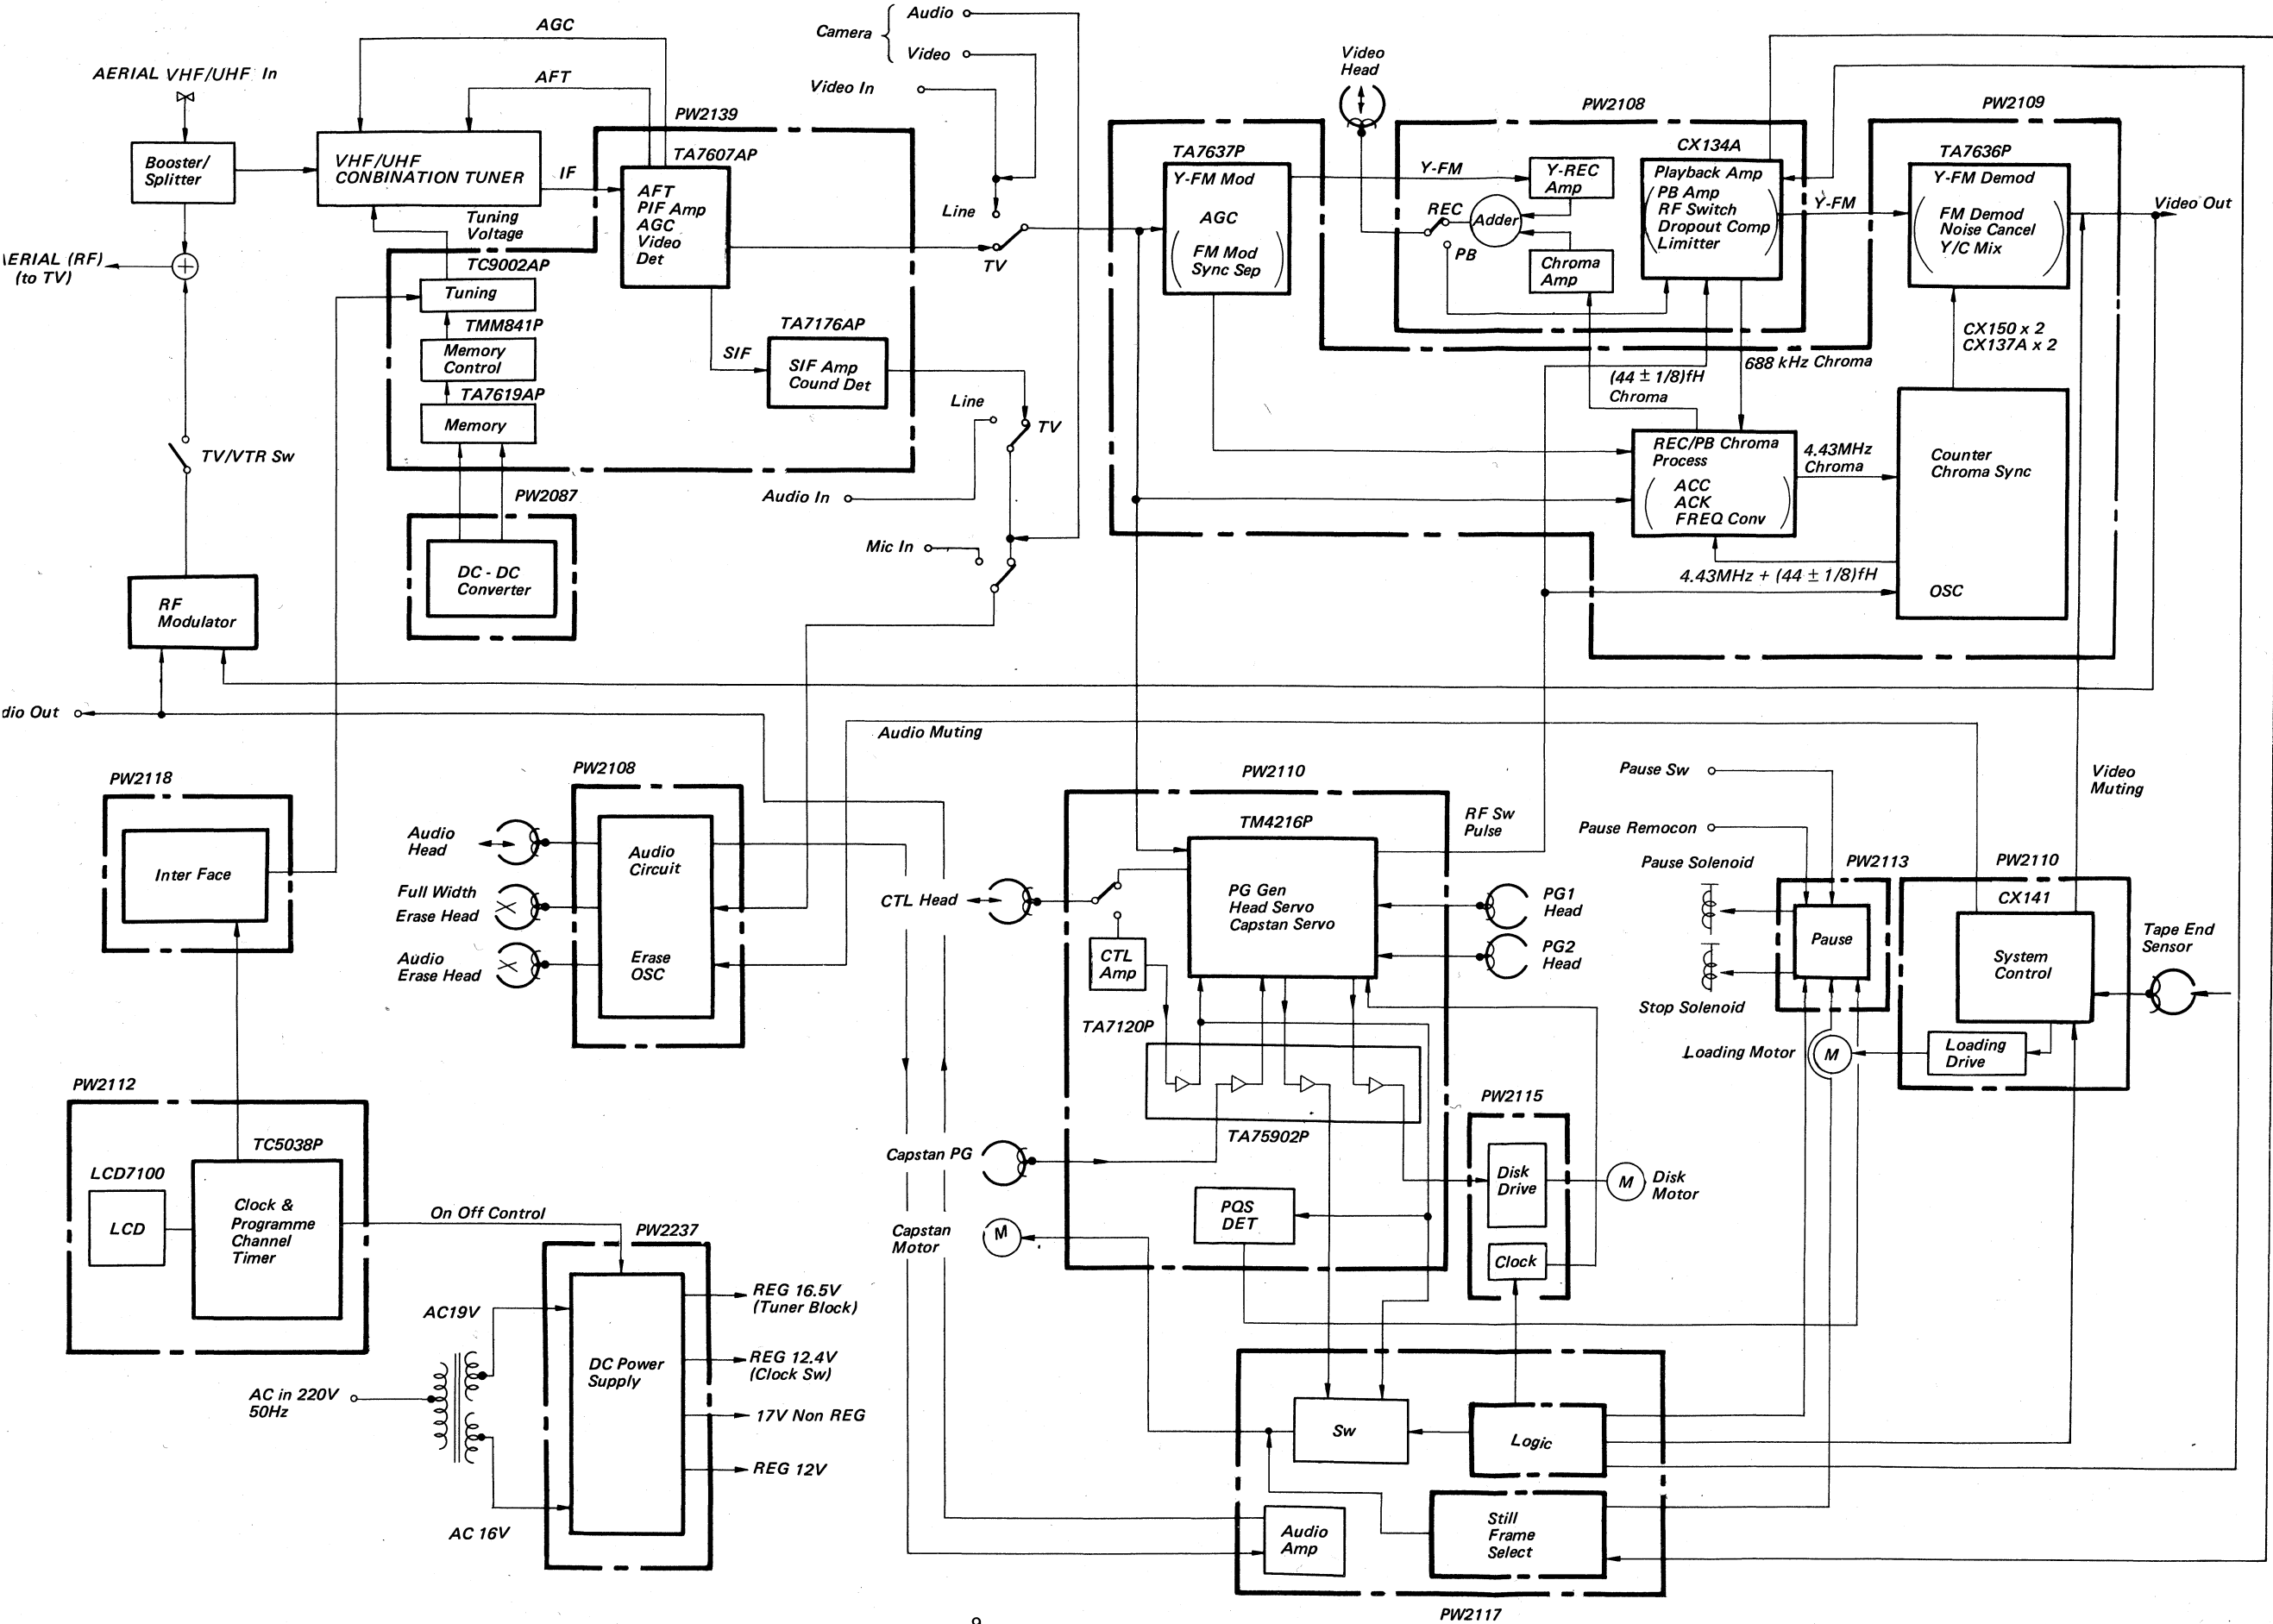 AGC
AFT
AERIAL VHF/UHF In
Booster/
Splitter
VHF/UHF
CONBINATION TUNER
IF
Tuning
Voltage
AERIAL (RF)
(to TV)
TV/VTR Sw
RF
Modulator
dio Out
PW2139
TA7607AP
AFT
PIF Amp
AGC
Video
Det
TC9002AP
Tuning
TMM841P
Memory
Control
TA7619AP
Memory
SIF
TA7176AP
SIF Amp
Cound Det
PW2087
DC - DC
Converter
Camera
Audio
Video
Video In
Line
TV
Line
TV
Audio In
Mic In
Video
Head
PW2108
PW2109
TA7637P
Y-FM Mod
AGC
FM Mod
Sync Sep
Y-FM
Y-REC
Amp
REC
Adder
PB
Chroma
Amp
CX134A
Playback Amp
PB Amp
RF Switch
Dropout Comp
Limitter
Y-FM
TA7636P
Y-FM Demod
FM Demod
Noise Cancel
Y/C Mix
Video Out
CX150 x 2
CX137A x 2
(44 ± 1/8)fH
Chroma
688 kHz Chroma
REC/PB Chroma
Process
ACC
ACK
FREQ Conv
4.43MHz
Chroma
Counter
Chroma Sync
OSC
4.43MHz + (44 ± 1/8)fH
Audio Muting
PW2118
Inter Face
PW2108
Audio
Head
Full Width
Erase Head
Audio
Erase Head
Audio
Circuit
Erase
OSC
CTL Head
PW2110
TM4216P
PG Gen
Head Servo
Capstan Servo
CTL
Amp
TA7120P
TA75902P
RF Sw
Pulse
PG1
Head
PG2
Head
Pause Sw
Pause Remocon
Pause Solenoid
Stop Solenoid
Loading Motor
M
PW2113
Pause
PW2110
CX141
System
Control
Loading
Drive
Video
Muting
Tape End
Sensor
PW2112
LCD7100
LCD
TC5038P
Clock &
Programme
Channel
Timer
On Off Control
PW2237
DC Power
Supply
AC19V
AC in 220V
50Hz
AC 16V
REG 16.5V
(Tuner Block)
REG 12.4V
(Clock Sw)
17V Non REG
REG 12V
Capstan PG
Capstan
Motor
M
PQS
DET
PW2115
Disk
Drive
Clock
M
Disk
Motor
Sw
Logic
Still
Frame
Select
Audio
Amp
PW2117